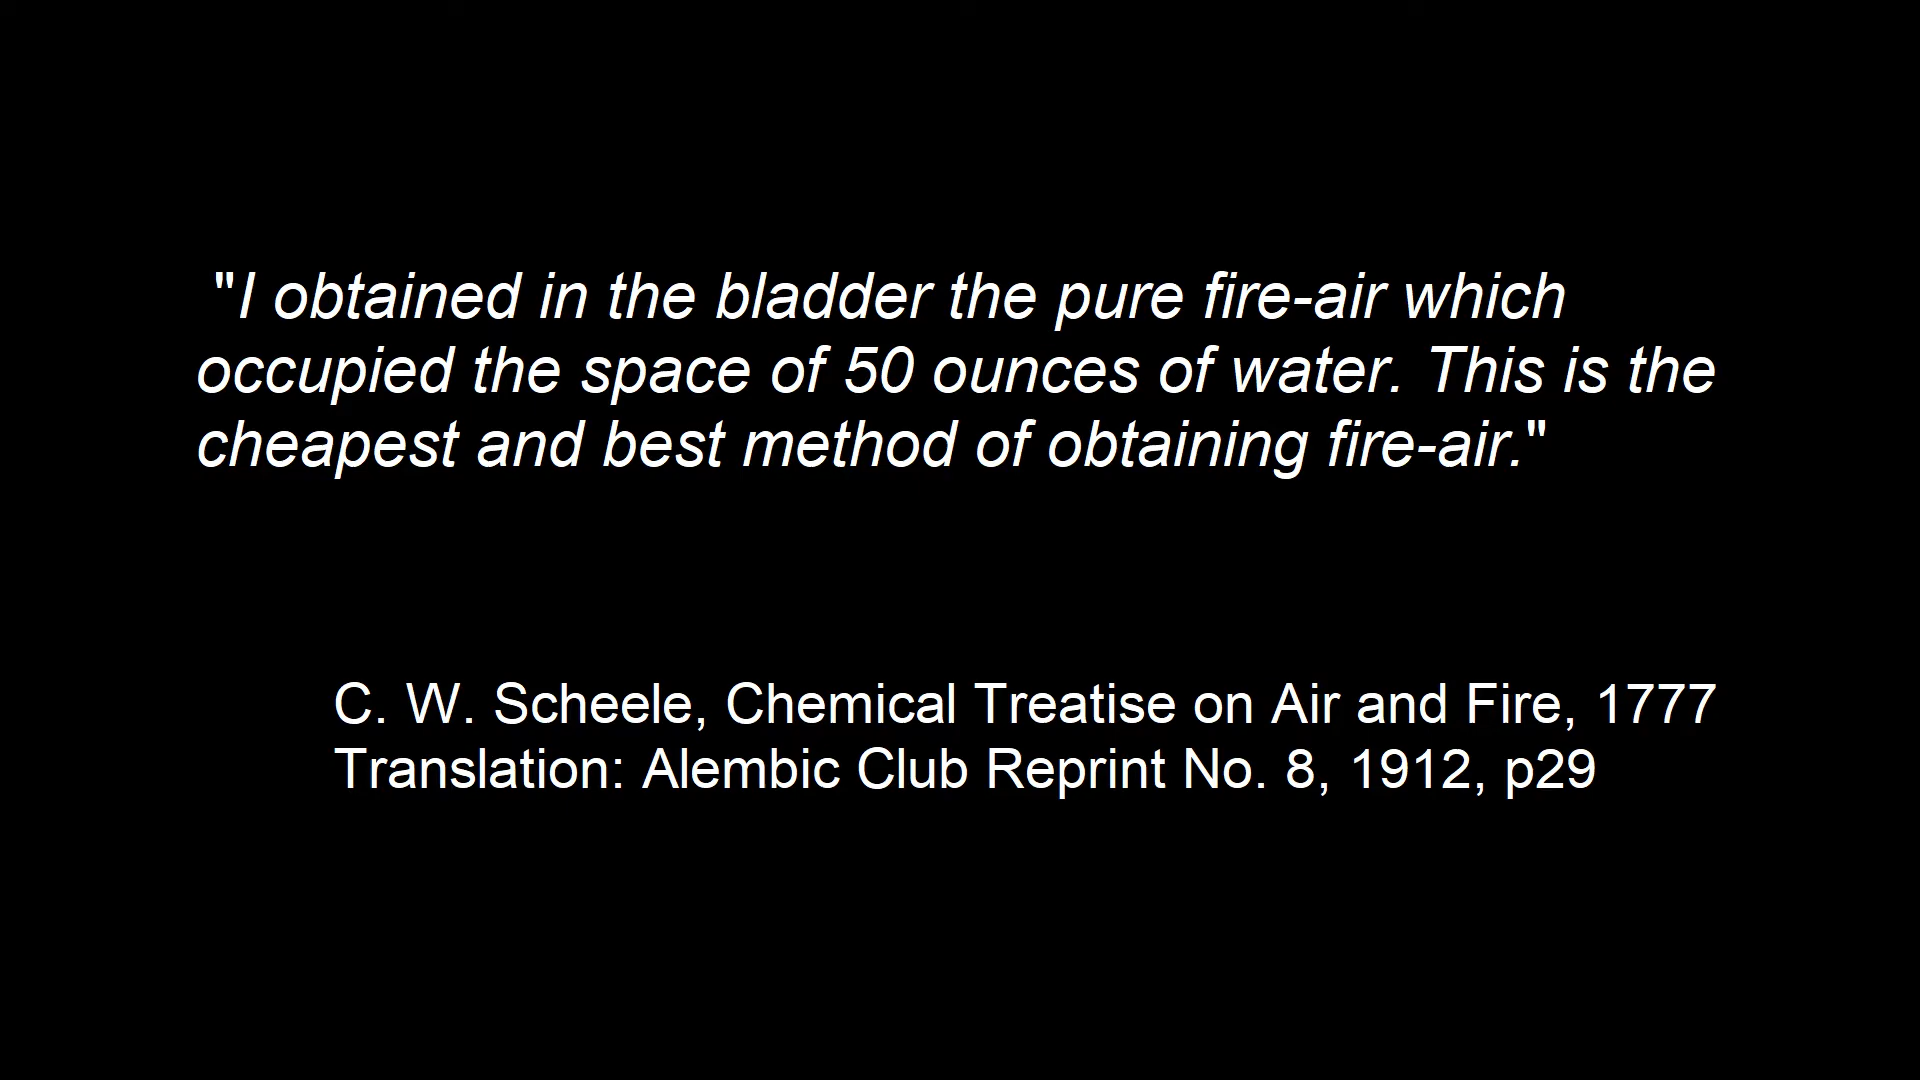 "I obtained in the bladder the pure fire-air which
occupied the space of 50 ounces of water. This is the
cheapest and best method of obtaining fire-air."
C. W. Scheele, Chemical Treatise on Air and Fire, 1777
Translation: Alembic Club Reprint No. 8, 1912, p29